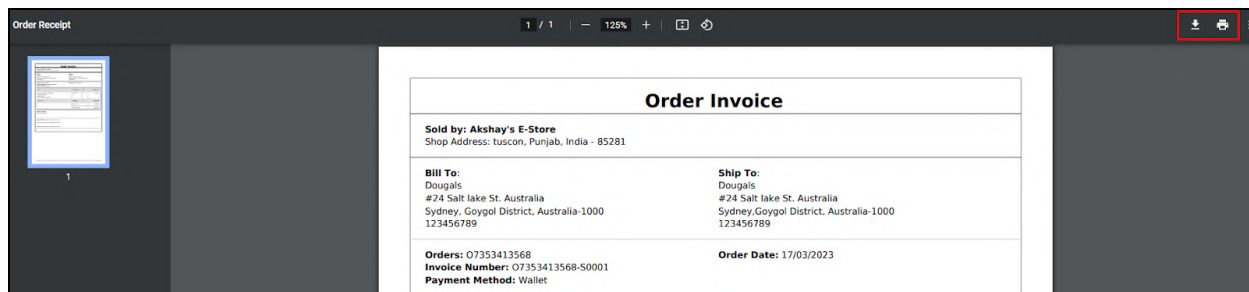 Order Receipt
1 / 1 | − 125% + |
1
Order Invoice
Sold by: Akshay's E-Store
Shop Address: tuscon, Punjab, India - 85281
Bill To:
Dougals
#24 Salt lake St. Australia
Sydney, Goygol District, Australia-1000
123456789
Ship To:
Dougals
#24 Salt lake St. Australia
Sydney,Goygol District, Australia-1000
123456789
Orders: O7353413568
Invoice Number: O7353413568-S0001
Payment Method: Wallet
Order Date: 17/03/2023